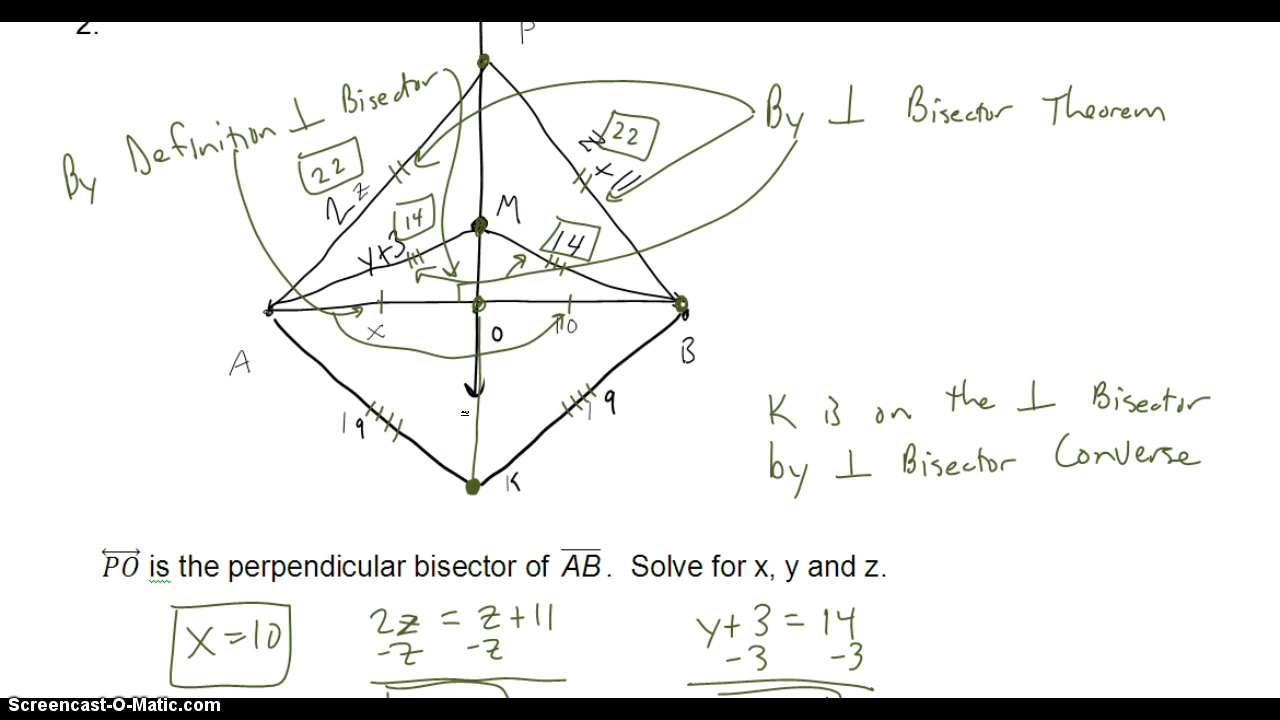 2.
P
By Definition ⊥ Bisector
By ⊥ Bisector Theorem
22
22
2z
z + 11
14
M
y+3
14
x
O
10
A
B
19
19
K
K is on the ⊥ Bisector
by ⊥ Bisector Converse
PO is the perpendicular bisector of AB. Solve for x, y and z.
x = 10
2z = z + 11
-z -z
y + 3 = 14
-3 -3
Screencast-O-Matic.com